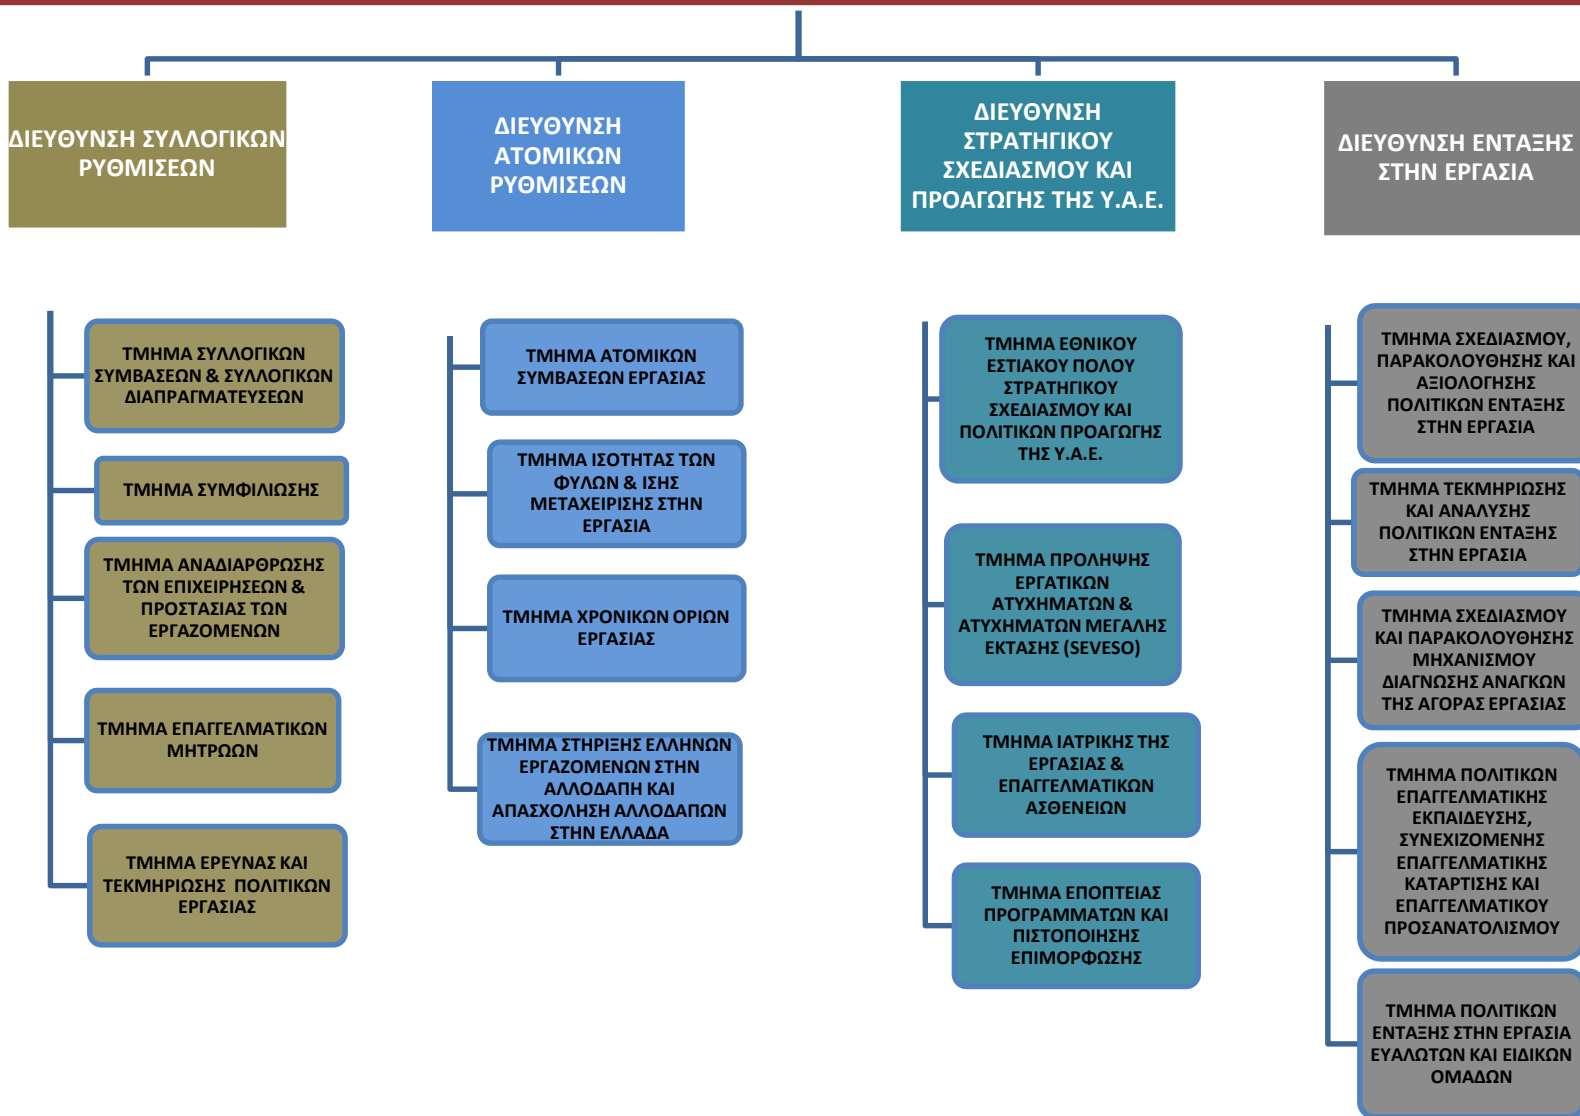 ΔΙΕΥΘΥΝΣΗ ΣΥΛΛΟΓΙΚΩΝ
ΡΥΘΜΙΣΕΩΝ
ΔΙΕΥΘΥΝΣΗ
ΑΤΟΜΙΚΩΝ
ΡΥΘΜΙΣΕΩΝ
ΔΙΕΥΘΥΝΣΗ
ΣΤΡΑΤΗΓΙΚΟΥ
ΣΧΕΔΙΑΣΜΟΥ ΚΑΙ
ΠΡΟΑΓΩΓΗΣ ΤΗΣ Υ.Α.Ε.
ΔΙΕΥΘΥΝΣΗ ΕΝΤΑΞΗΣ
ΣΤΗΝ ΕΡΓΑΣΙΑ
ΤΜΗΜΑ ΣΥΛΛΟΓΙΚΩΝ
ΣΥΜΒΑΣΕΩΝ & ΣΥΛΛΟΓΙΚΩΝ
ΔΙΑΠΡΑΓΜΑΤΕΥΣΕΩΝ
ΤΜΗΜΑ ΣΥΜΦΙΛΙΩΣΗΣ
ΤΜΗΜΑ ΑΝΑΔΙΑΡΘΡΩΣΗΣ
ΤΩΝ ΕΠΙΧΕΙΡΗΣΕΩΝ &
ΠΡΟΣΤΑΣΙΑΣ ΤΩΝ
ΕΡΓΑΖΟΜΕΝΩΝ
ΤΜΗΜΑ ΕΠΑΓΓΕΛΜΑΤΙΚΩΝ
ΜΗΤΡΩΩΝ
ΤΜΗΜΑ ΕΡΕΥΝΑΣ ΚΑΙ
ΤΕΚΜΗΡΙΩΣΗΣ ΠΟΛΙΤΙΚΩΝ
ΕΡΓΑΣΙΑΣ
ΤΜΗΜΑ ΑΤΟΜΙΚΩΝ
ΣΥΜΒΑΣΕΩΝ ΕΡΓΑΣΙΑΣ
ΤΜΗΜΑ ΙΣΟΤΗΤΑΣ ΤΩΝ
ΦΥΛΩΝ & ΙΣΗΣ
ΜΕΤΑΧΕΙΡΙΣΗΣ ΣΤΗΝ
ΕΡΓΑΣΙΑ
ΤΜΗΜΑ ΧΡΟΝΙΚΩΝ ΟΡΙΩΝ
ΕΡΓΑΣΙΑΣ
ΤΜΗΜΑ ΣΤΗΡΙΞΗΣ ΕΛΛΗΝΩΝ
ΕΡΓΑΖΟΜΕΝΩΝ ΣΤΗΝ
ΑΛΛΟΔΑΠΗ ΚΑΙ
ΑΠΑΣΧΟΛΗΣΗ ΑΛΛΟΔΑΠΩΝ
ΣΤΗΝ ΕΛΛΑΔΑ
ΤΜΗΜΑ ΕΘΝΙΚΟΥ
ΕΣΤΙΑΚΟΥ ΠΟΛΟΥ
ΣΤΡΑΤΗΓΙΚΟΥ
ΣΧΕΔΙΑΣΜΟΥ ΚΑΙ
ΠΟΛΙΤΙΚΩΝ ΠΡΟΑΓΩΓΗΣ
ΤΗΣ Υ.Α.Ε.
ΤΜΗΜΑ ΠΡΟΛΗΨΗΣ
ΕΡΓΑΤΙΚΩΝ
ΑΤΥΧΗΜΑΤΩΝ &
ΑΤΥΧΗΜΑΤΩΝ ΜΕΓΑΛΗΣ
ΕΚΤΑΣΗΣ (SEVESO)
ΤΜΗΜΑ ΙΑΤΡΙΚΗΣ ΤΗΣ
ΕΡΓΑΣΙΑΣ &
ΕΠΑΓΓΕΛΜΑΤΙΚΩΝ
ΑΣΘΕΝΕΙΩΝ
ΤΜΗΜΑ ΕΠΟΠΤΕΙΑΣ
ΠΡΟΓΡΑΜΜΑΤΩΝ ΚΑΙ
ΠΙΣΤΟΠΟΙΗΣΗΣ
ΕΠΙΜΟΡΦΩΣΗΣ
ΤΜΗΜΑ ΣΧΕΔΙΑΣΜΟΥ,
ΠΑΡΑΚΟΛΟΥΘΗΣΗΣ ΚΑΙ
ΑΞΙΟΛΟΓΗΣΗΣ
ΠΟΛΙΤΙΚΩΝ ΕΝΤΑΞΗΣ
ΣΤΗΝ ΕΡΓΑΣΙΑ
ΤΜΗΜΑ ΤΕΚΜΗΡΙΩΣΗΣ
ΚΑΙ ΑΝΑΛΥΣΗΣ
ΠΟΛΙΤΙΚΩΝ ΕΝΤΑΞΗΣ
ΣΤΗΝ ΕΡΓΑΣΙΑ
ΤΜΗΜΑ ΣΧΕΔΙΑΣΜΟΥ
ΚΑΙ ΠΑΡΑΚΟΛΟΥΘΗΣΗΣ
ΜΗΧΑΝΙΣΜΟΥ
ΔΙΑΓΝΩΣΗΣ ΑΝΑΓΚΩΝ
ΤΗΣ ΑΓΟΡΑΣ ΕΡΓΑΣΙΑΣ
ΤΜΗΜΑ ΠΟΛΙΤΙΚΩΝ
ΕΠΑΓΓΕΛΜΑΤΙΚΗΣ
ΕΚΠΑΙΔΕΥΣΗΣ,
ΣΥΝΕΧΙΖΟΜΕΝΗΣ
ΕΠΑΓΓΕΛΜΑΤΙΚΗΣ
ΚΑΤΑΡΤΙΣΗΣ ΚΑΙ
ΕΠΑΓΓΕΛΜΑΤΙΚΟΥ
ΠΡΟΣΑΝΑΤΟΛΙΣΜΟΥ
ΤΜΗΜΑ ΠΟΛΙΤΙΚΩΝ
ΕΝΤΑΞΗΣ ΣΤΗΝ ΕΡΓΑΣΙΑ
ΕΥΑΛΩΤΩΝ ΚΑΙ ΕΙΔΙΚΩΝ
ΟΜΑΔΩΝ